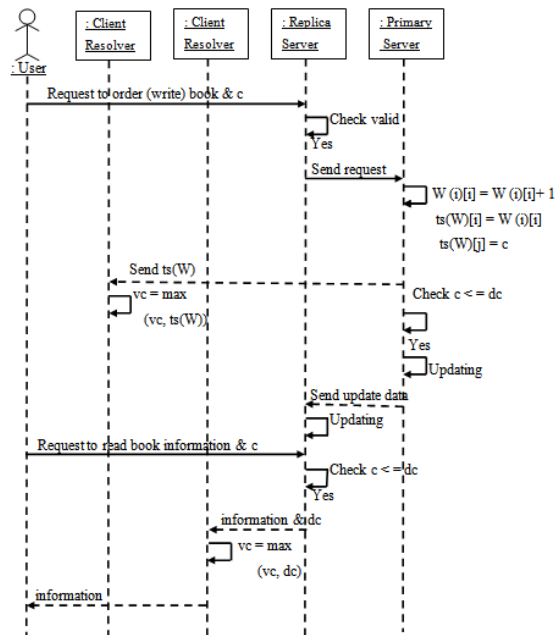 : Client
Resolver
: Client
Resolver
: Replica
Server
: Primary
Server
: User
Request to order (write) book & c
Check valid
Yes
Send request
W (i)[i] = W (i)[i]+ 1
ts(W)[i] = W (i)[i]
ts(W)[j] = c
Send ts(W)
vc = max
(vc, ts(W))
Check c < = dc
Yes
Updating
Send update data
Updating
Request to read book information & c
Check c < = dc
Yes
information & dc
vc = max
(vc, dc)
information